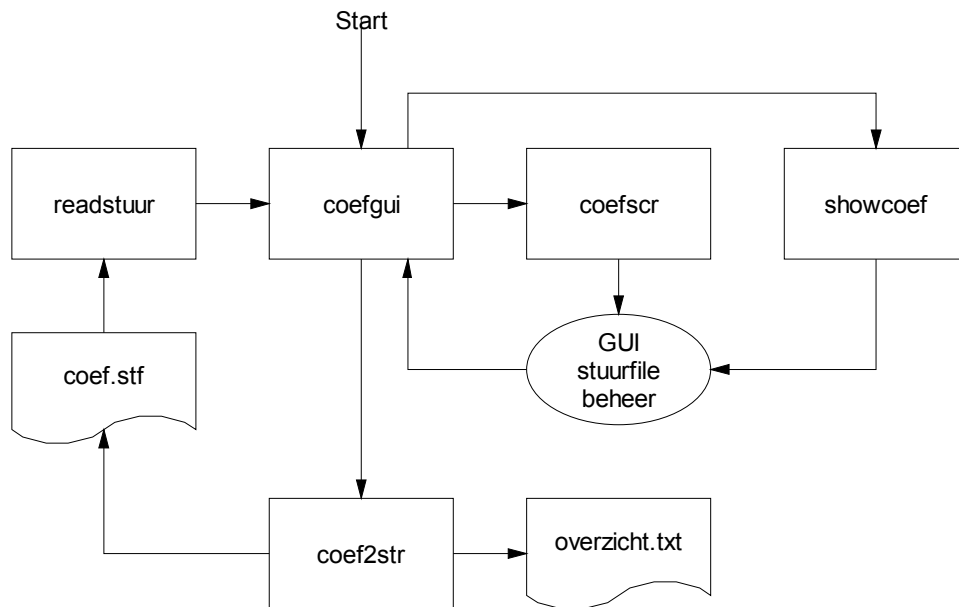 Start
readstuur
coefgui
coefscr
showcoef
coef.stf
GUI
stuurfile
beheer
coef2str
overzicht.txt